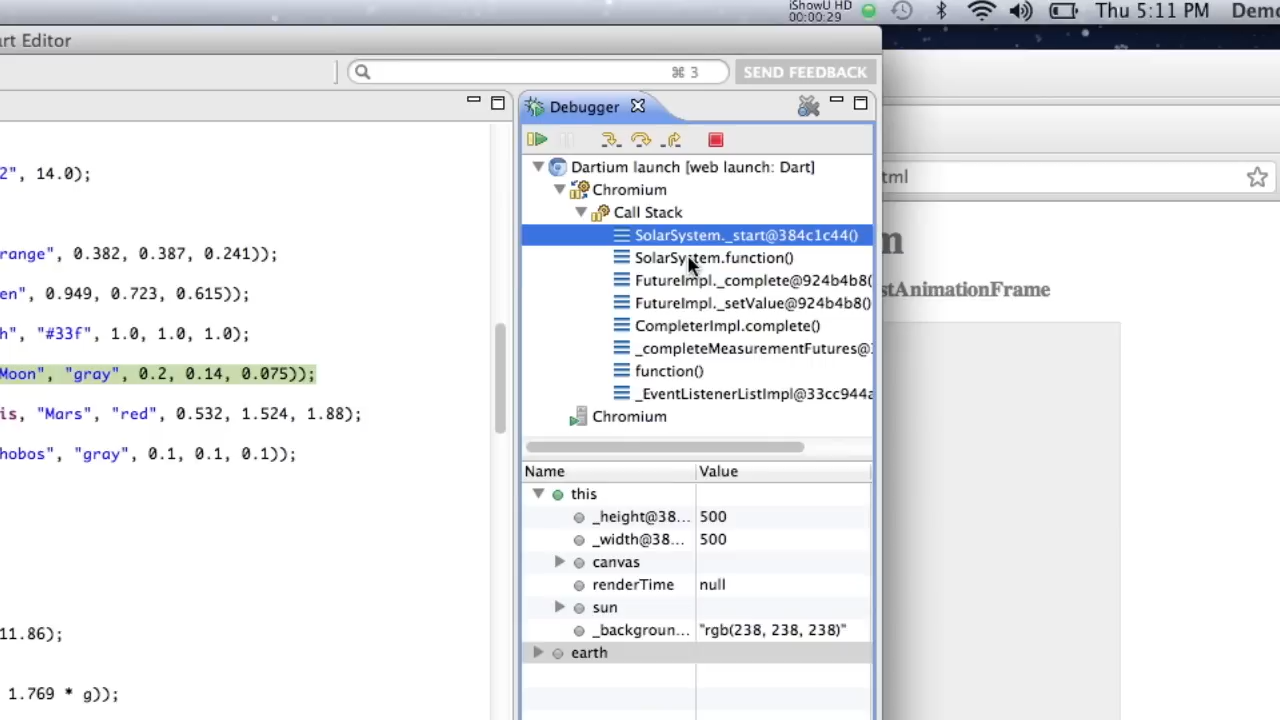 iShowU HD
00:00:29
Thu 5:11 PM
Demo
rt Editor
⌘ 3
SEND FEEDBACK
Debugger
Dartium launch [web launch: Dart]
Chromium
Call Stack
SolarSystem._start@384c1c44()
SolarSystem.function()
FutureImpl._complete@924b4b8(
FutureImpl._setValue@924b4b8()
CompleterImpl.complete()
_completeMeasurementFutures@
function()
_EventListenerListImpl@33cc944a
Chromium
2", 14.0);
range", 0.382, 0.387, 0.241));
en", 0.949, 0.723, 0.615));
h", "#33f", 1.0, 1.0, 1.0);
Moon", "gray", 0.2, 0.14, 0.075));
is, "Mars", "red", 0.532, 1.524, 1.88);
hobos", "gray", 0.1, 0.1, 0.1));
11.86);
1.769 * g));
Name Value
this
_height@38... 500
_width@38... 500
canvas
renderTime null
sun
_backgroun... "rgb(238, 238, 238)"
earth
tml
m
stAnimationFrame